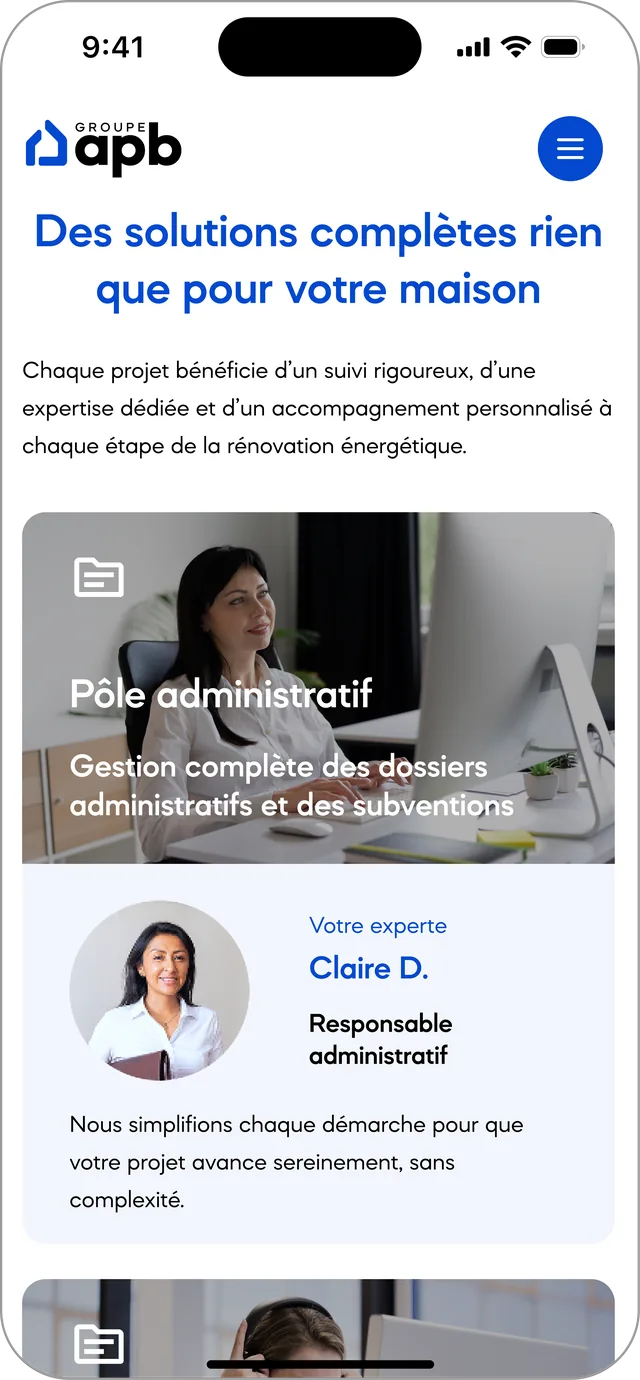 9:41
GROUPE
apb
Des solutions complètes rien
que pour votre maison
Chaque projet bénéficie d’un suivi rigoureux, d’une
expertise dédiée et d’un accompagnement personnalisé à
chaque étape de la rénovation énergétique.
Pôle administratif
Gestion complète des dossiers
administratifs et des subventions
Votre experte
Claire D.
Responsable
administratif
Nous simplifions chaque démarche pour que
votre projet avance sereinement, sans
complexité.